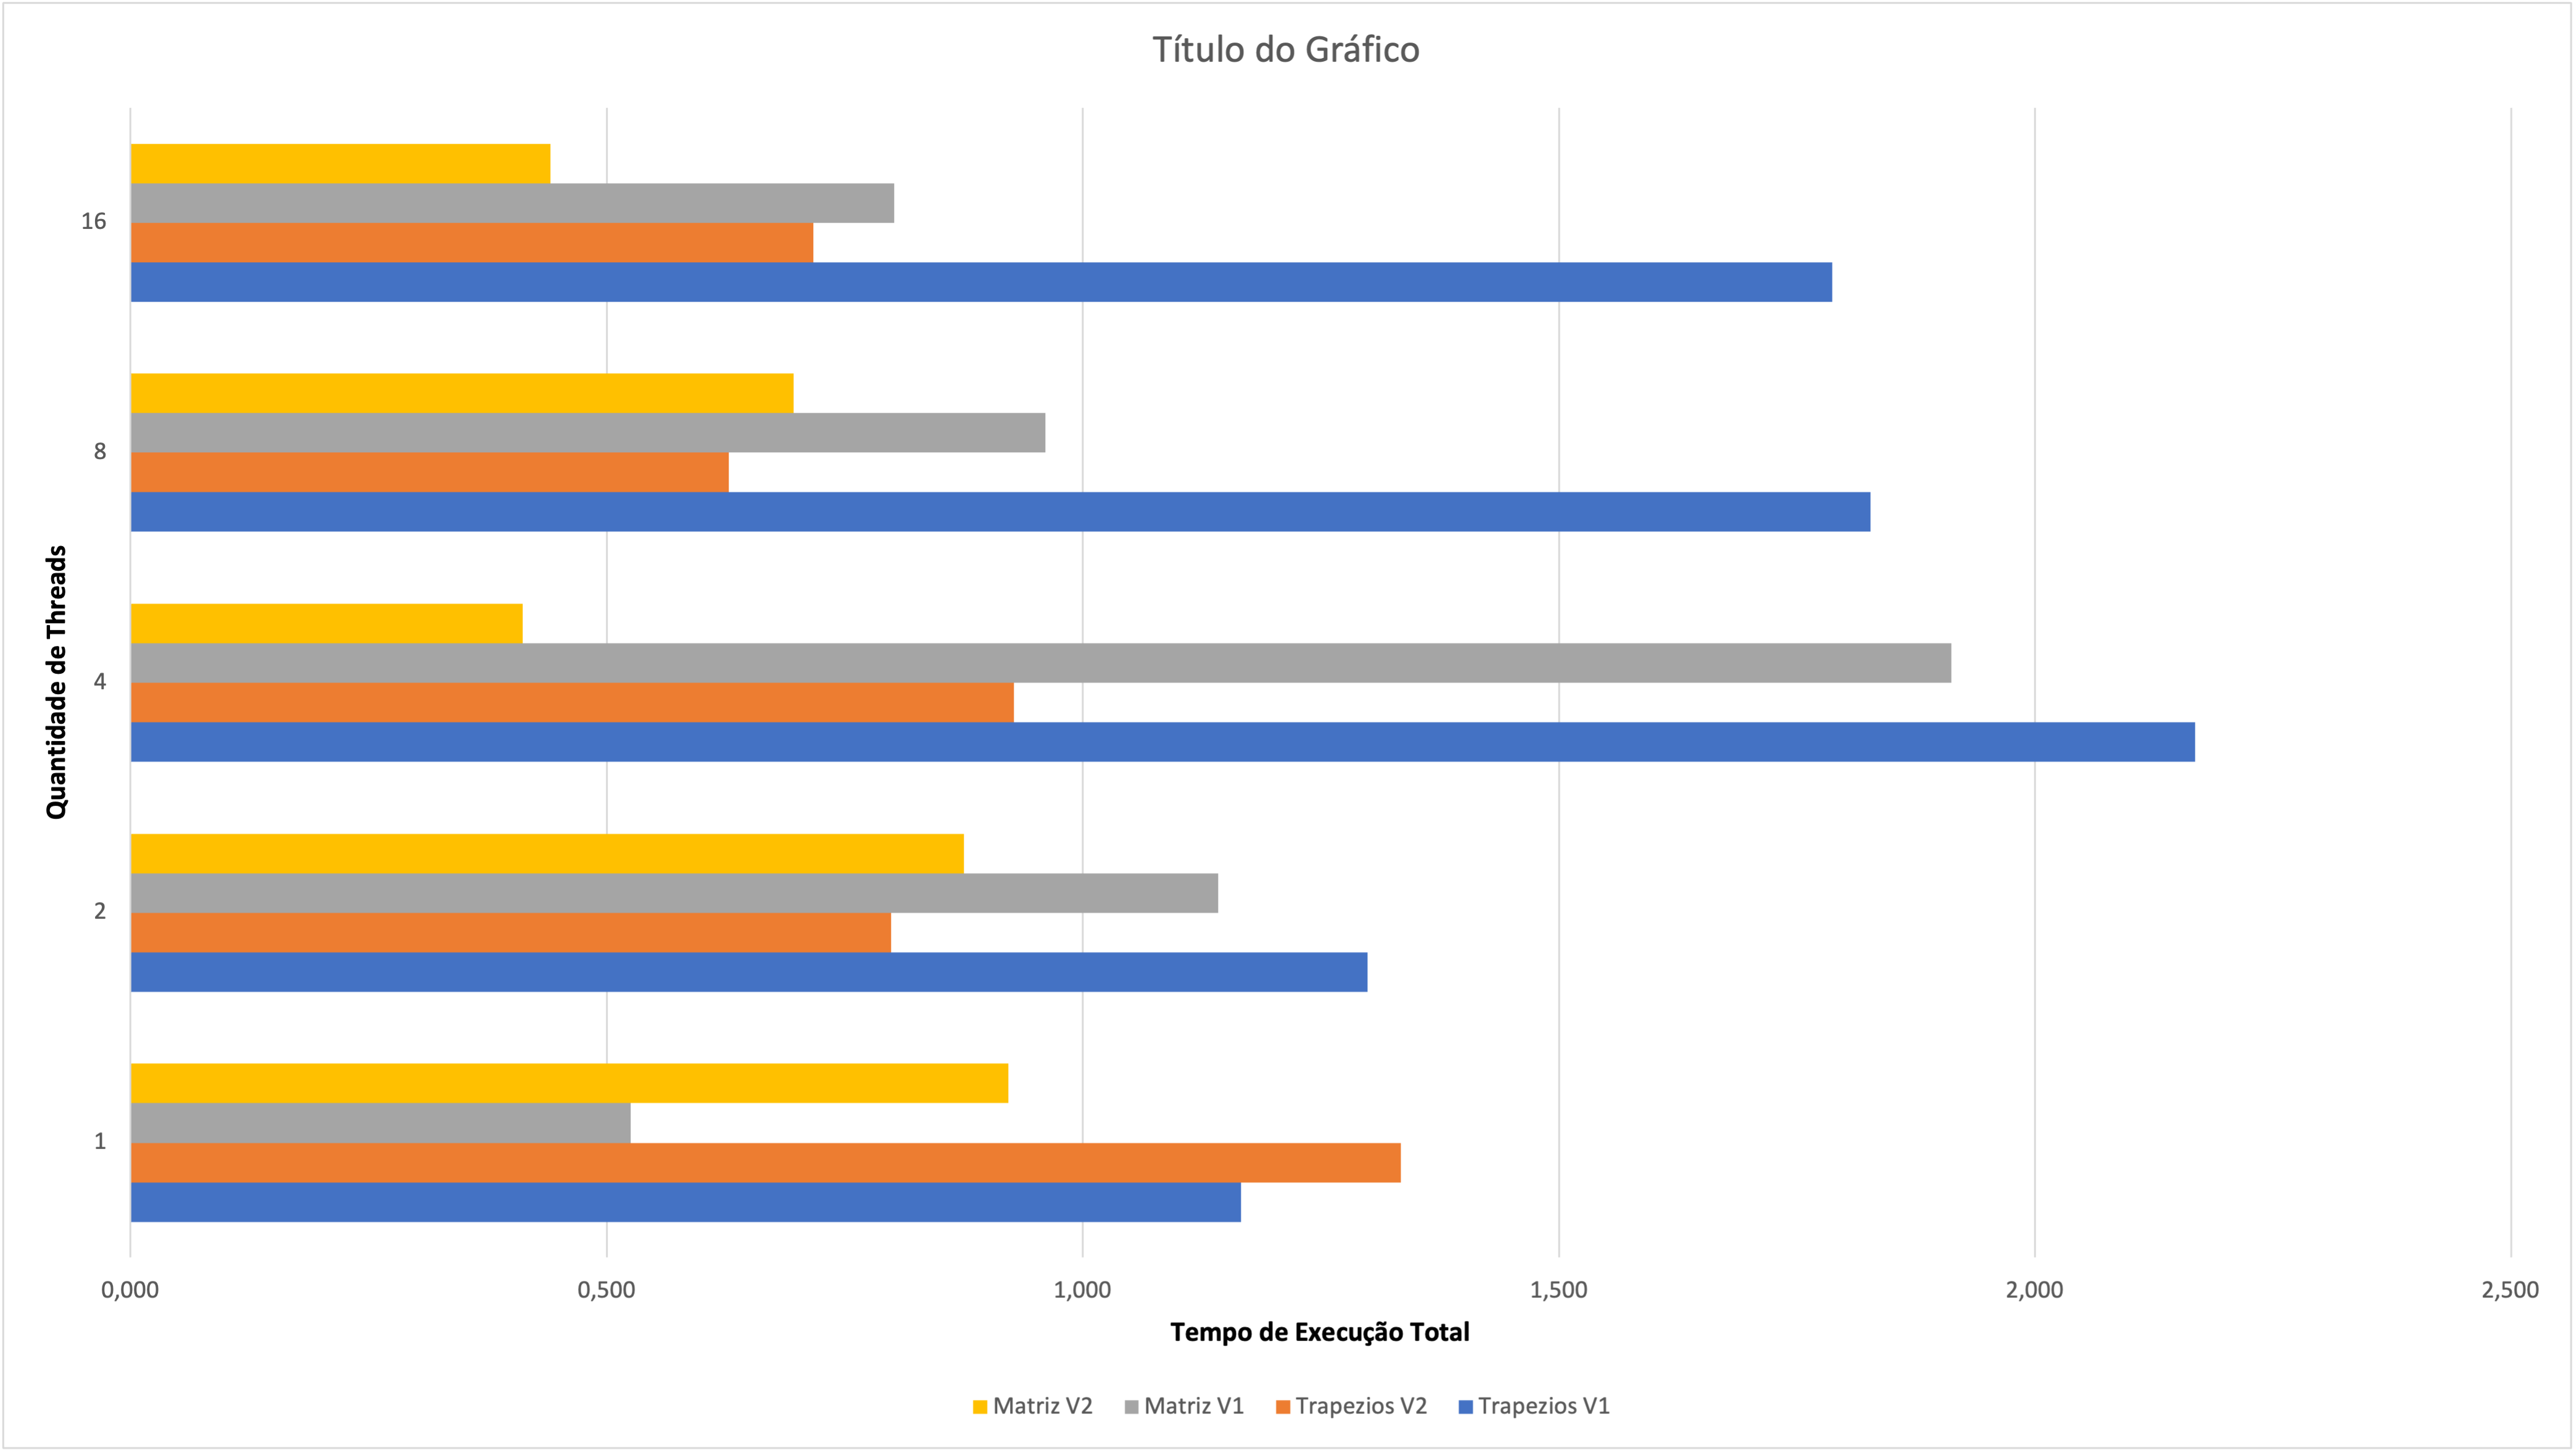 Título do Gráfico
16
8
4
2
1
Quantidade de Threads
0,000 0,500 1,000 1,500 2,000 2,500
Tempo de Execução Total
Matriz V2 Matriz V1 Trapezios V2 Trapezios V1